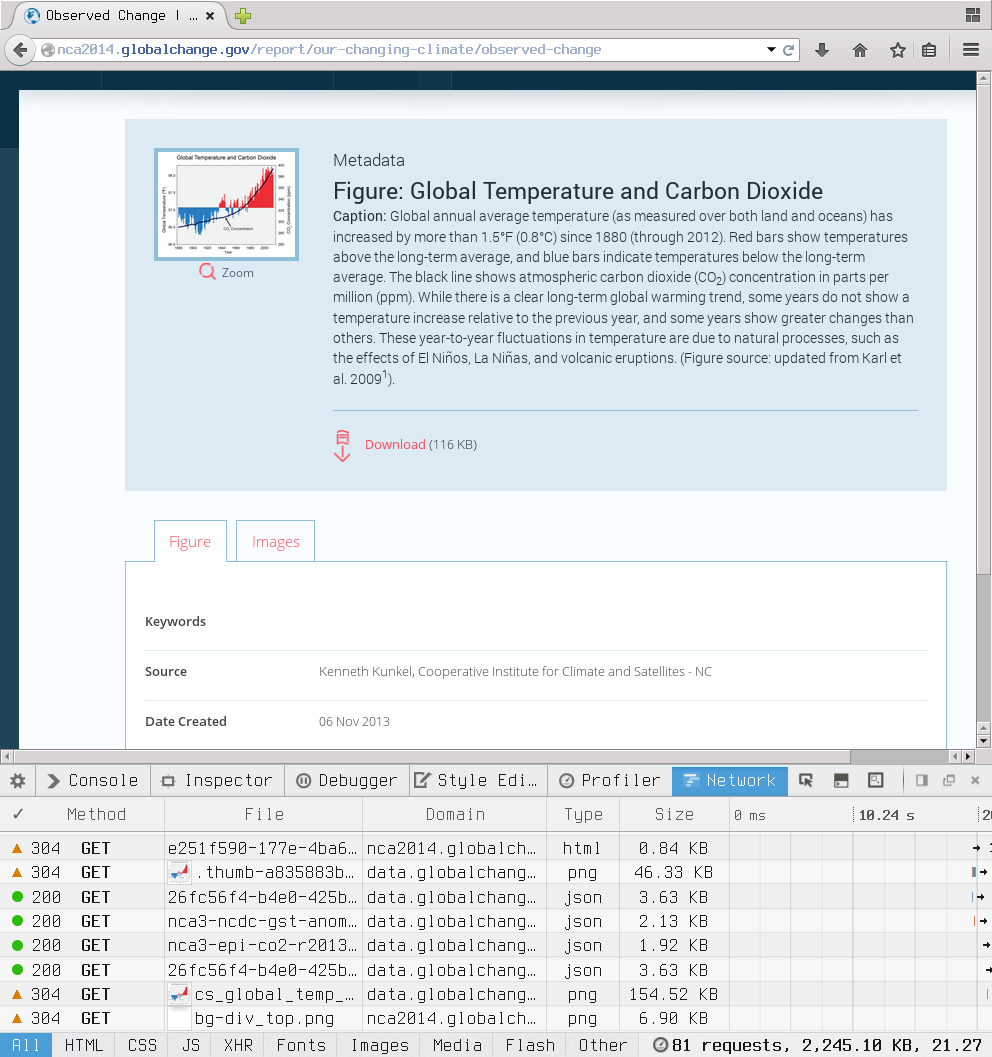 Observed Change | ...
nca2014.globalchange.gov/report/our-changing-climate/observed-change
Global Temperature and Carbon Dioxide
Global Temperature (°F)
CO2 Concentration (ppm)
CO2 Concentration
Year
Zoom
Metadata
Figure: Global Temperature and Carbon Dioxide
Caption: Global annual average temperature (as measured over both land and oceans) has
increased by more than 1.5°F (0.8°C) since 1880 (through 2012). Red bars show temperatures
above the long-term average, and blue bars indicate temperatures below the long-term
average. The black line shows atmospheric carbon dioxide (CO2) concentration in parts per
million (ppm). While there is a clear long-term global warming trend, some years do not show a
temperature increase relative to the previous year, and some years show greater changes than
others. These year-to-year fluctuations in temperature are due to natural processes, such as
the effects of El Niños, La Niñas, and volcanic eruptions. (Figure source: updated from Karl et
al. 2009¹).
Download (116 KB)
Figure Images
Keywords
Source Kenneth Kunkel, Cooperative Institute for Climate and Satellites - NC
Date Created 06 Nov 2013
Console Inspector Debugger Style Edi... Profiler Network
✓ Method File Domain Type Size 0 ms 10.24 s
304 GET e251f590-177e-4ba6... nca2014.globalch... html 0.84 KB
304 GET .thumb-a835883b... data.globalchang... png 46.33 KB
200 GET 26fc56f4-b4e0-425b... data.globalchang... json 3.63 KB
200 GET nca3-ncdc-gst-anom... data.globalchang... json 2.13 KB
200 GET nca3-epi-co2-r2013... data.globalchang... json 1.92 KB
200 GET 26fc56f4-b4e0-425b... data.globalchang... json 3.63 KB
304 GET cs_global_temp_... data.globalchang... png 154.52 KB
304 GET bg-div_top.png nca2014.globalch... png 6.90 KB
All HTML CSS JS XHR Fonts Images Media Flash Other 81 requests, 2,245.10 KB, 21.27